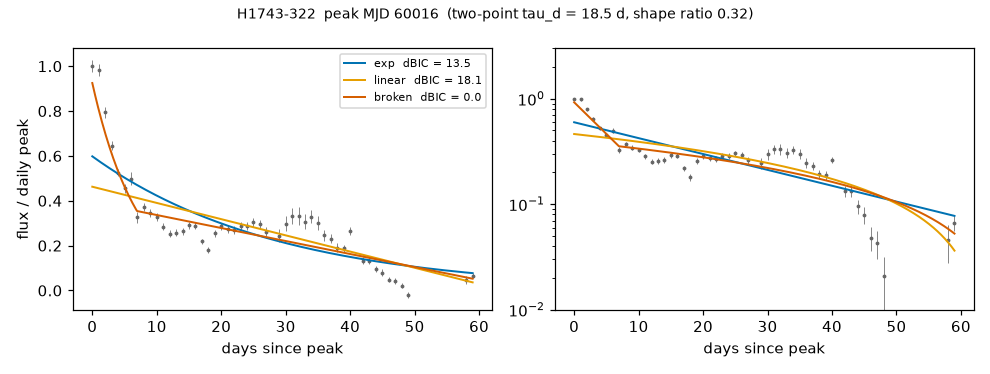 H1743-322 peak MJD 60016 (two-point tau_d = 18.5 d, shape ratio 0.32)
exp dBIC = 13.5
linear dBIC = 18.1
broken dBIC = 0.0
flux / daily peak
1.0
0.8
0.6
0.4
0.2
0.0
0 10 20 30 40 50 60
days since peak
10^0
10^-1
10^-2
0 10 20 30 40 50 60
days since peak